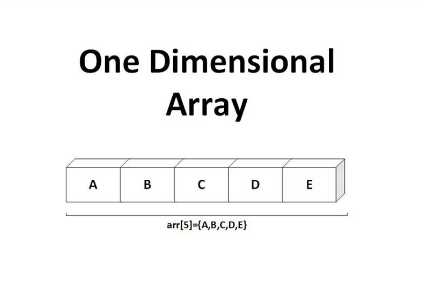 One Dimensional
Array
A B C D E
arr[5]={A,B,C,D,E}